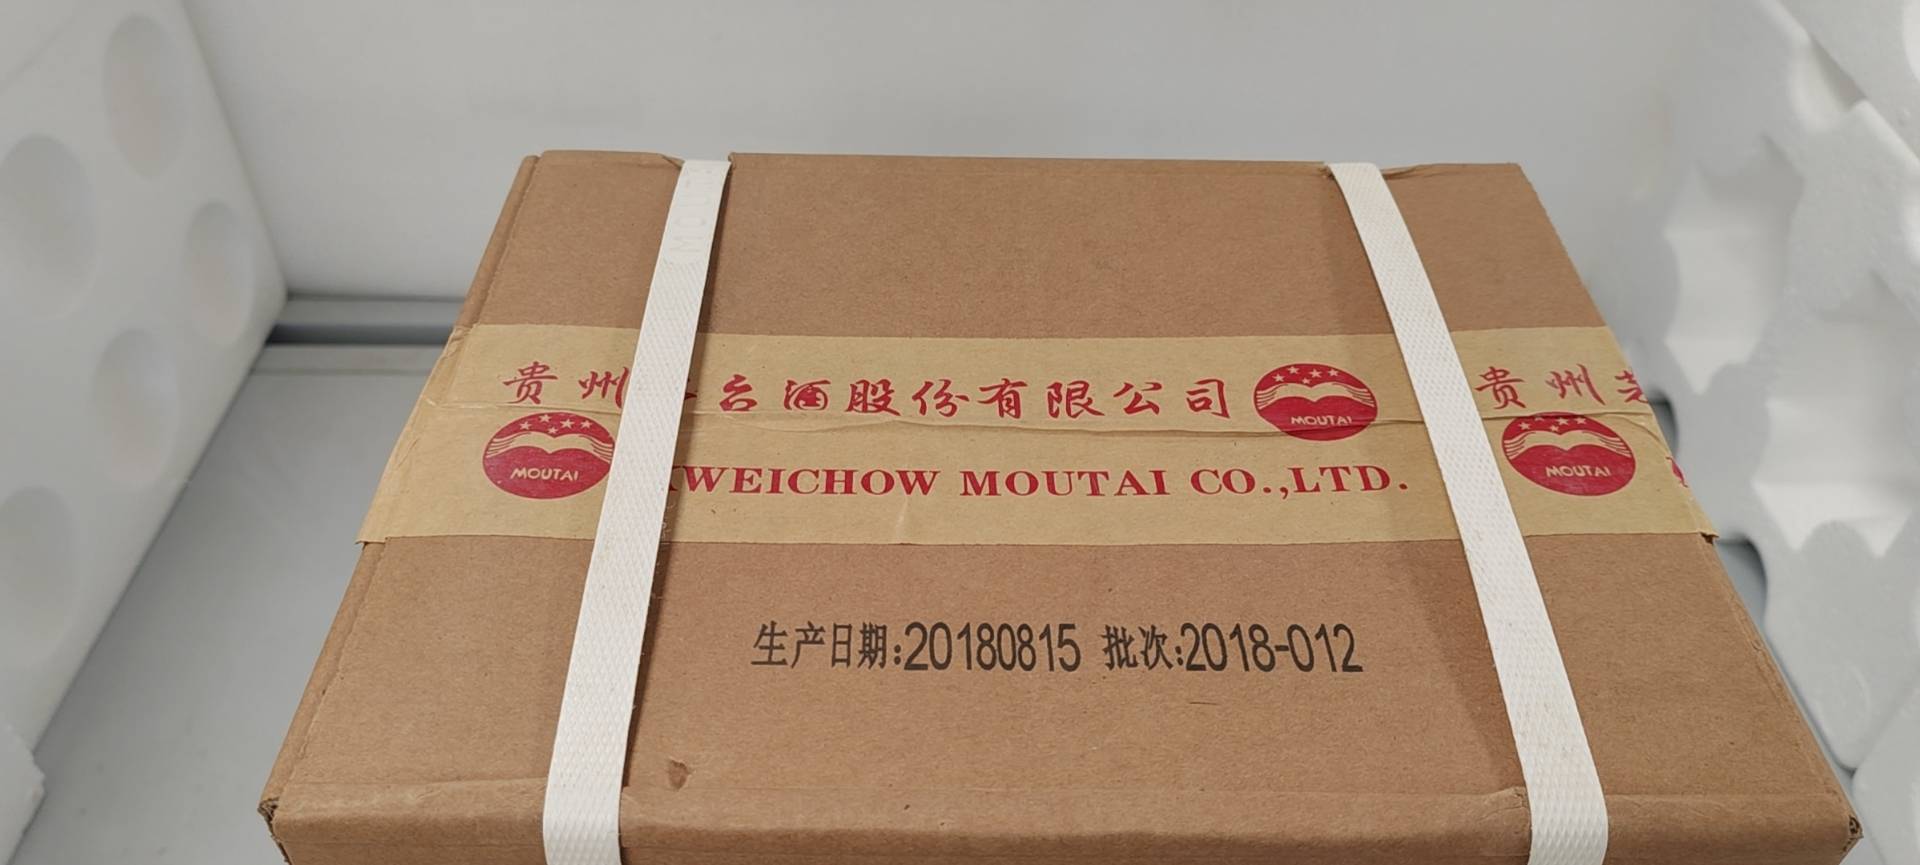 贵州 台酒股份有限公司 MOUTAI 贵州
MOUTAI WEICHOW MOUTAI CO.,LTD. MOUTAI
生产日期:20180815 批次:2018-012